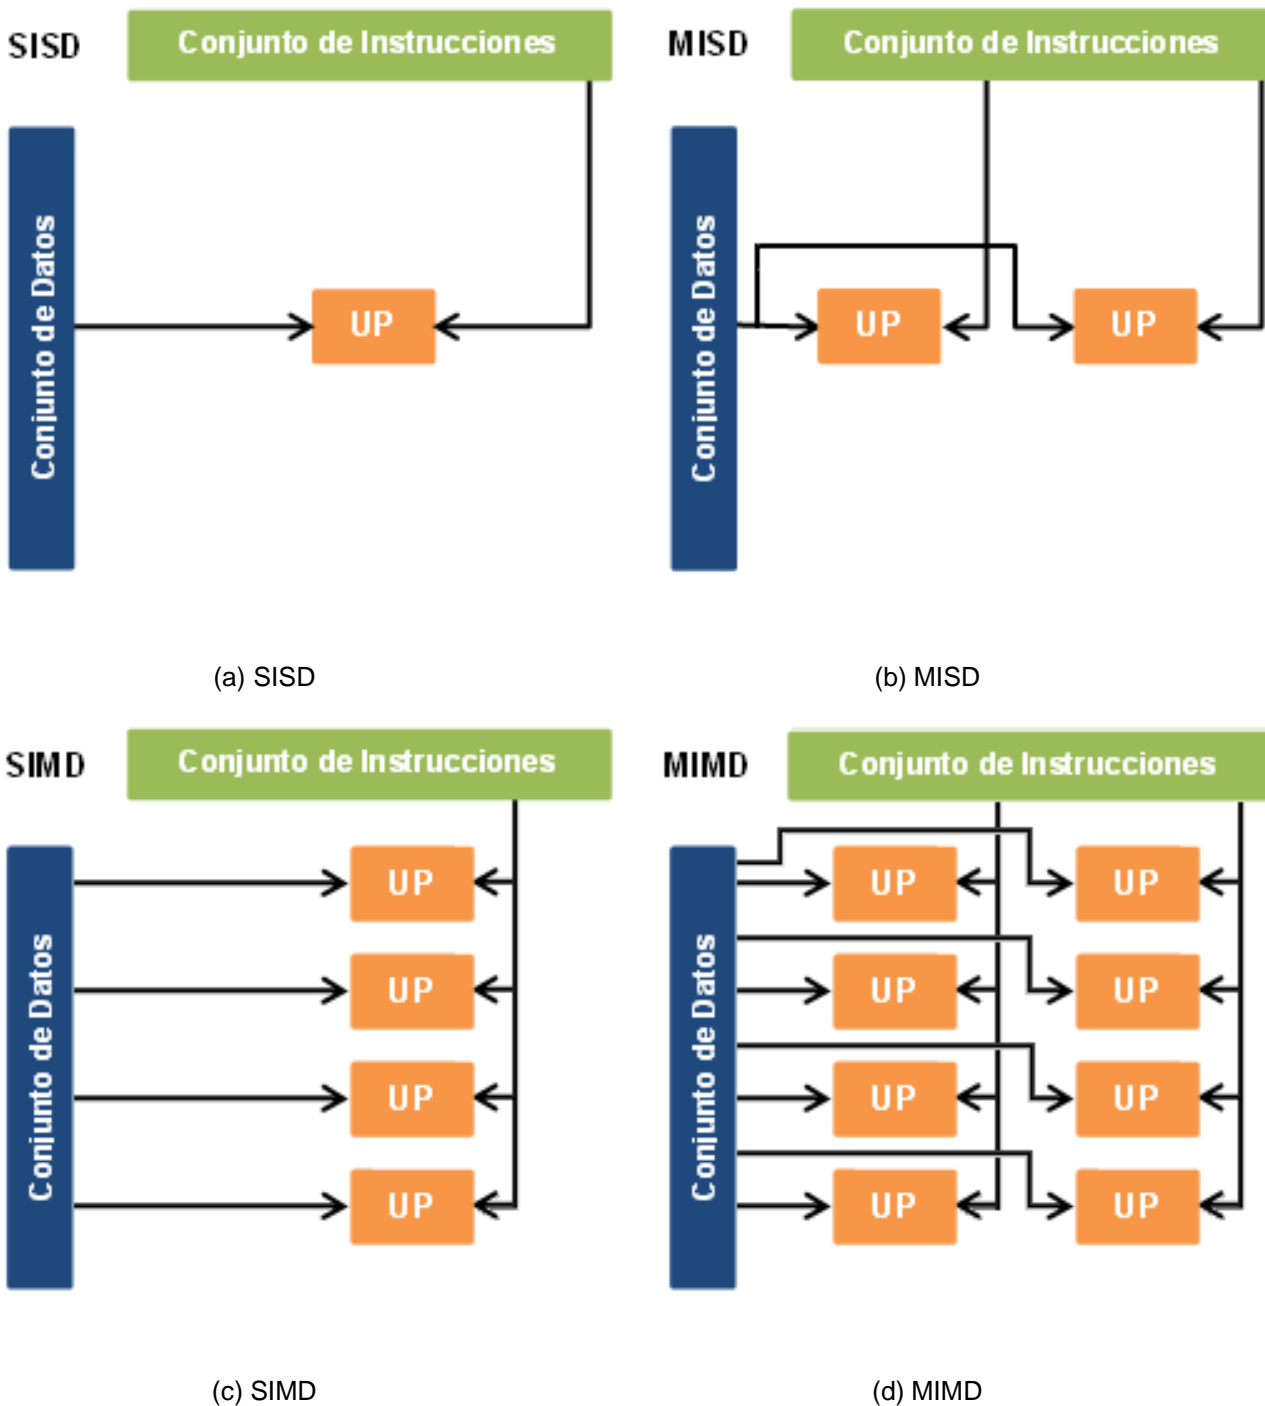 SISD
Conjunto de Instrucciones
Conjunto de Datos
UP
(a) SISD
MISD
Conjunto de Instrucciones
Conjunto de Datos
UP
UP
(b) MISD
SIMD
Conjunto de Instrucciones
Conjunto de Datos
UP
UP
UP
UP
(c) SIMD
MIMD
Conjunto de Instrucciones
Conjunto de Datos
UP
UP
UP
UP
UP
UP
UP
UP
(d) MIMD